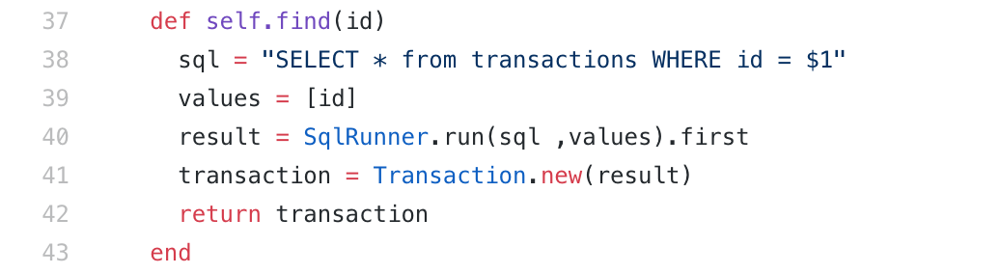 37 def self.find(id)
38 sql = "SELECT * from transactions WHERE id = $1"
39 values = [id]
40 result = SqlRunner.run(sql ,values).first
41 transaction = Transaction.new(result)
42 return transaction
43 end